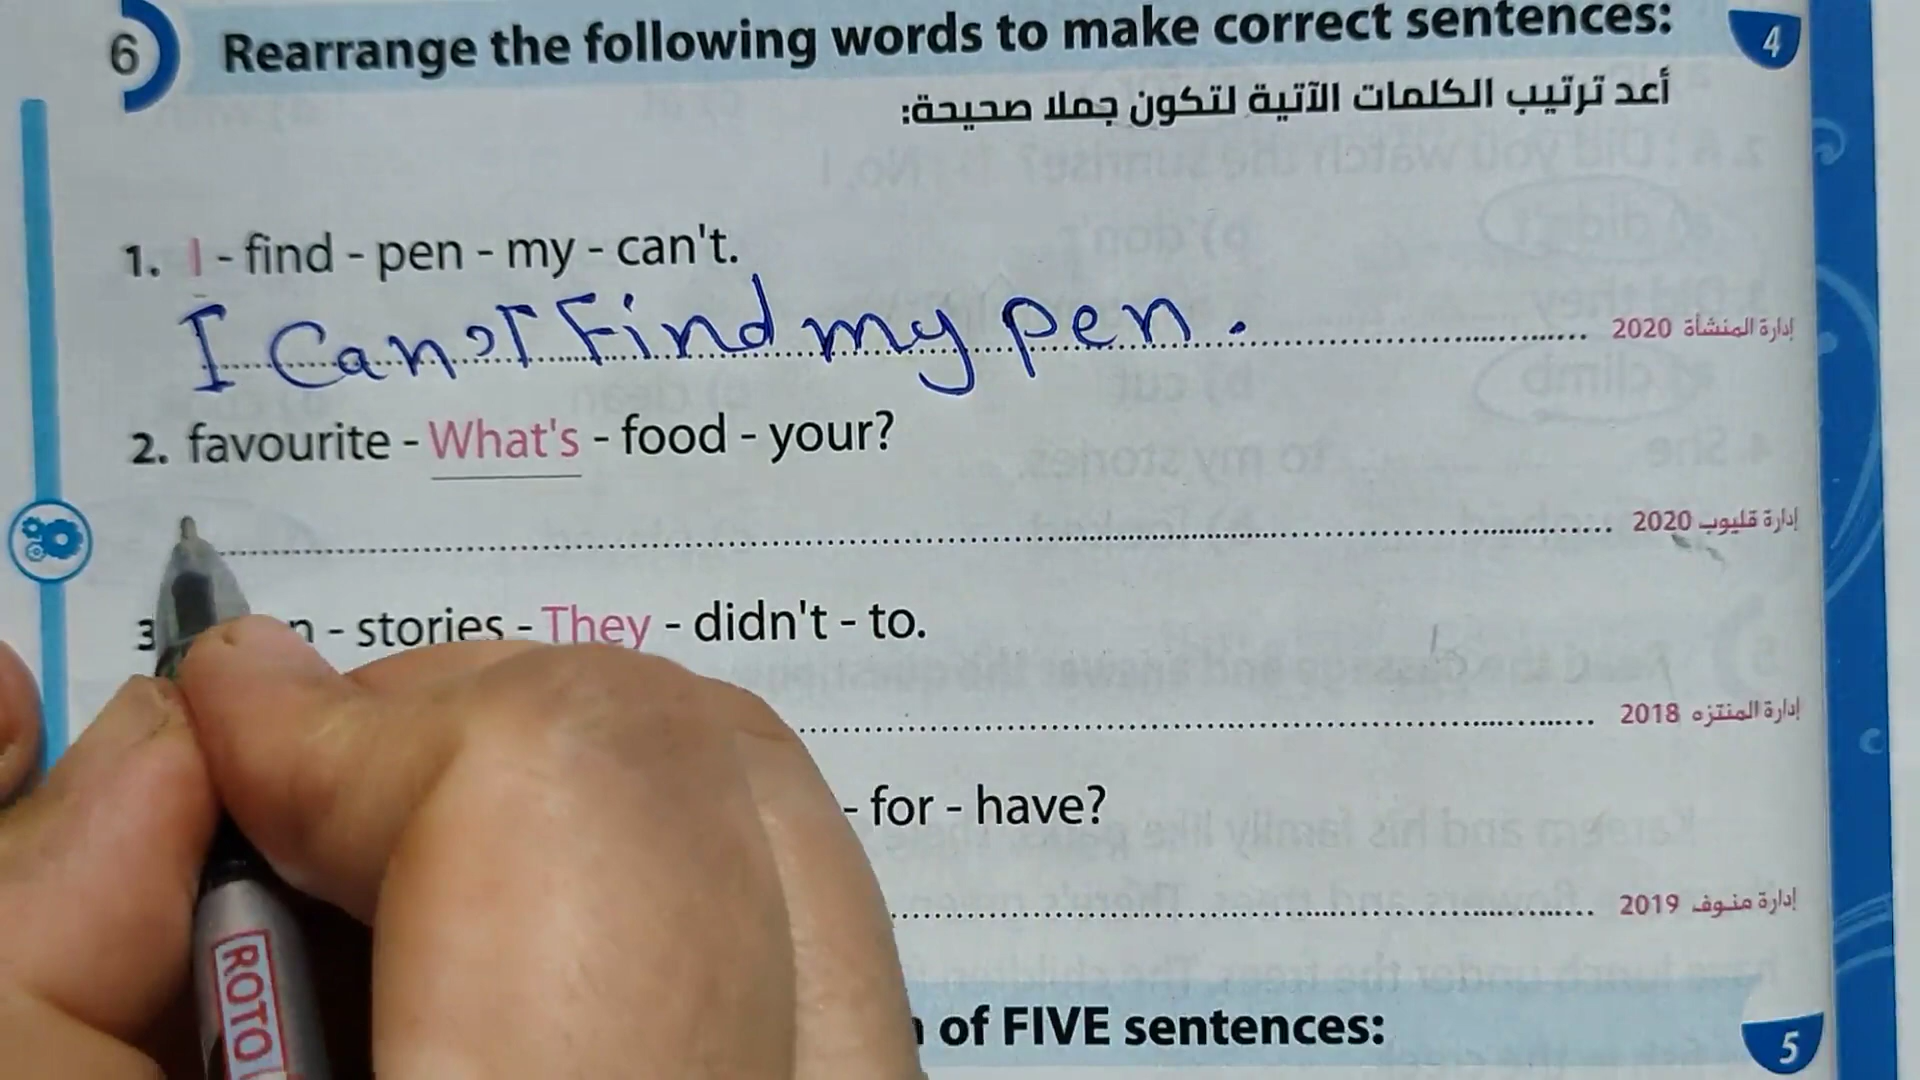 6 Rearrange the following words to make correct sentences: 4
أعد ترتيب الكلمات الآتية لتكون جملا صحيحة:
1. I - find - pen - my - can't.
I Can't Find my pen.
إدارة المنشأة 2020
2. favourite - What's - food - your?
إدارة قليوب 2020
3 - stories - They - didn't - to.
إدارة المنتزه 2018
- for - have?
إدارة منوف 2019
of FIVE sentences: 5
ROTO